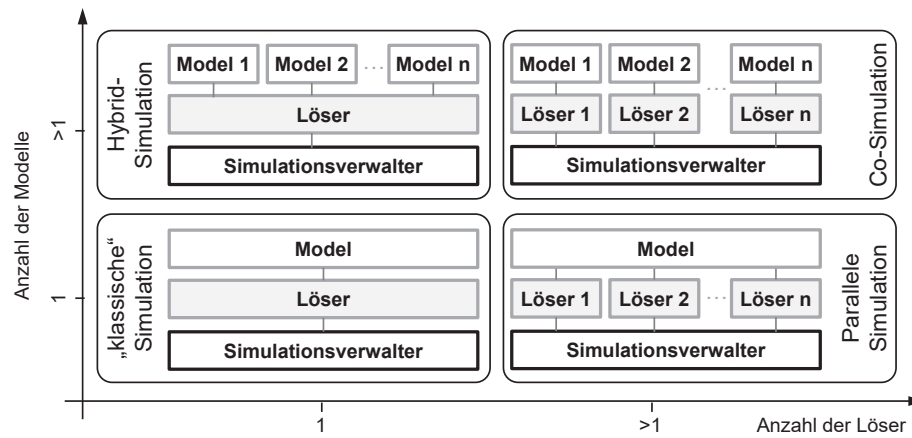 Anzahl der Modelle
>1
1
Hybrid-
Simulation
Model 1 Model 2 ... Model n
Löser
Simulationsverwalter
Co-Simulation
Model 1 Model 2 ... Model n
Löser 1 Löser 2 Löser n
Simulationsverwalter
„klassische“
Simulation
Model
Löser
Simulationsverwalter
Parallele
Simulation
Model
Löser 1 Löser 2 ... Löser n
Simulationsverwalter
1
>1
Anzahl der Löser